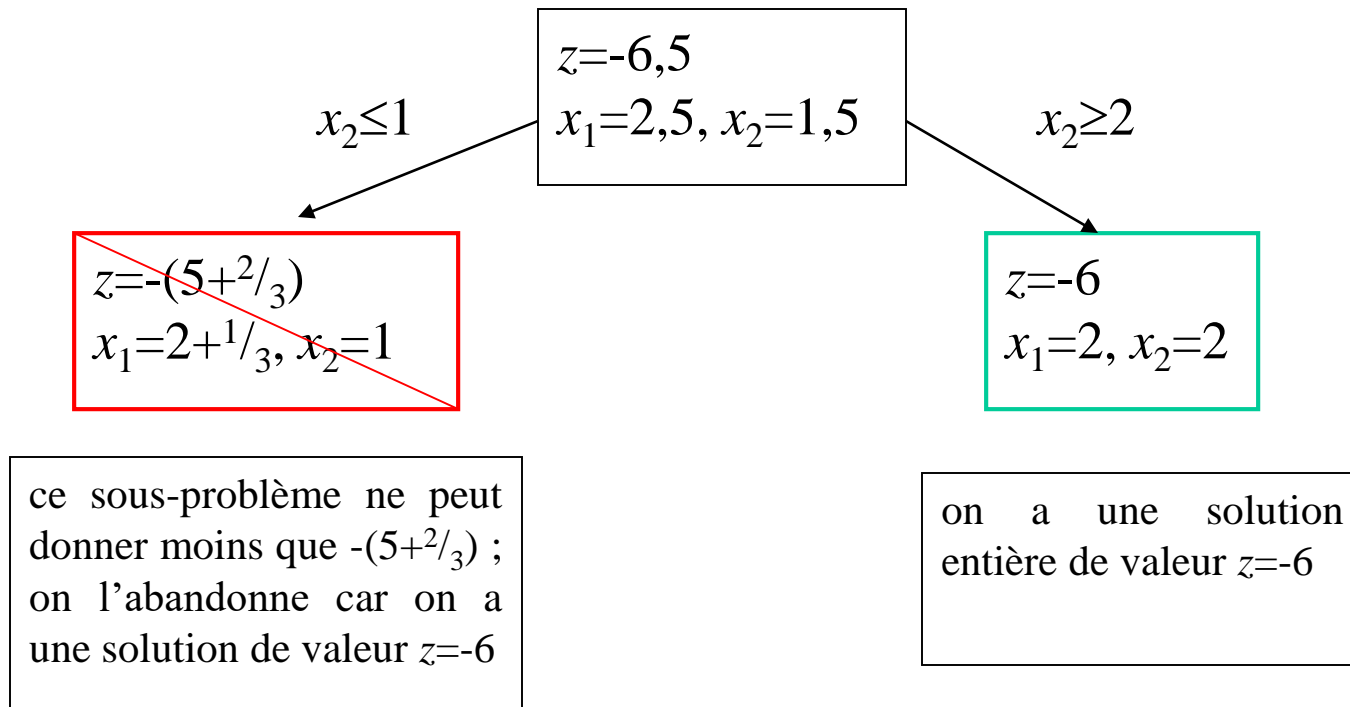 z=-6,5
x₁=2,5, x₂=1,5
x₂≤1
x₂≥2
z=-(5+²/₃)
x₁=2+¹/₃, x₂=1
z=-6
x₁=2, x₂=2
ce sous-problème ne peut
donner moins que -(5+²/₃) ;
on l’abandonne car on a
une solution de valeur z=-6
on a une solution
entière de valeur z=-6